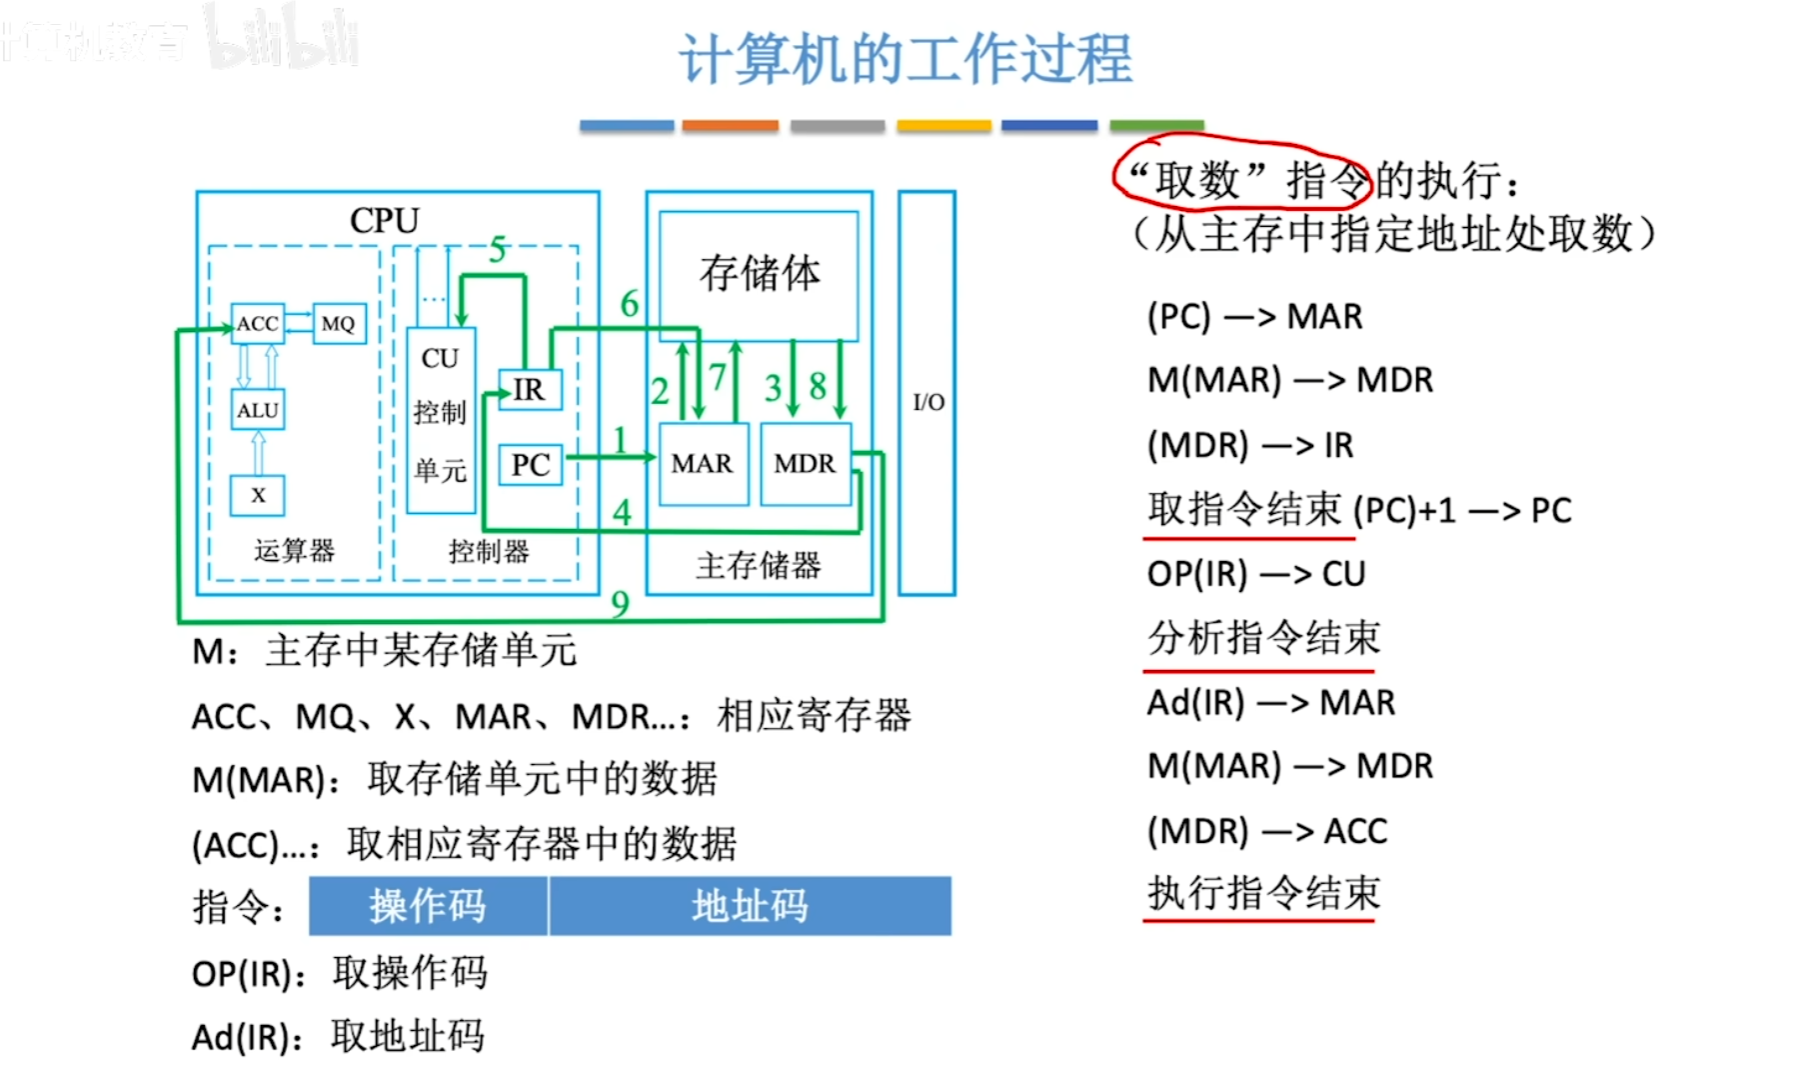 计算机教育 bilibili
计算机的工作过程
“取数”指令的执行：
（从主存中指定地址处取数）
(PC) —> MAR
M(MAR) —> MDR
(MDR) —> IR
取指令结束 (PC)+1 —> PC
OP(IR) —> CU
分析指令结束
Ad(IR) —> MAR
M(MAR) —> MDR
(MDR) —> ACC
执行指令结束
CPU
5
ACC
MQ
ALU
X
运算器
...
CU
控制
单元
IR
PC
控制器
6
1
4
9
存储体
2
7
3
8
MAR
MDR
主存储器
I/O
M：主存中某存储单元
ACC、MQ、X、MAR、MDR...：相应寄存器
M(MAR)：取存储单元中的数据
(ACC)...：取相应寄存器中的数据
指令：操作码 地址码
OP(IR)：取操作码
Ad(IR)：取地址码